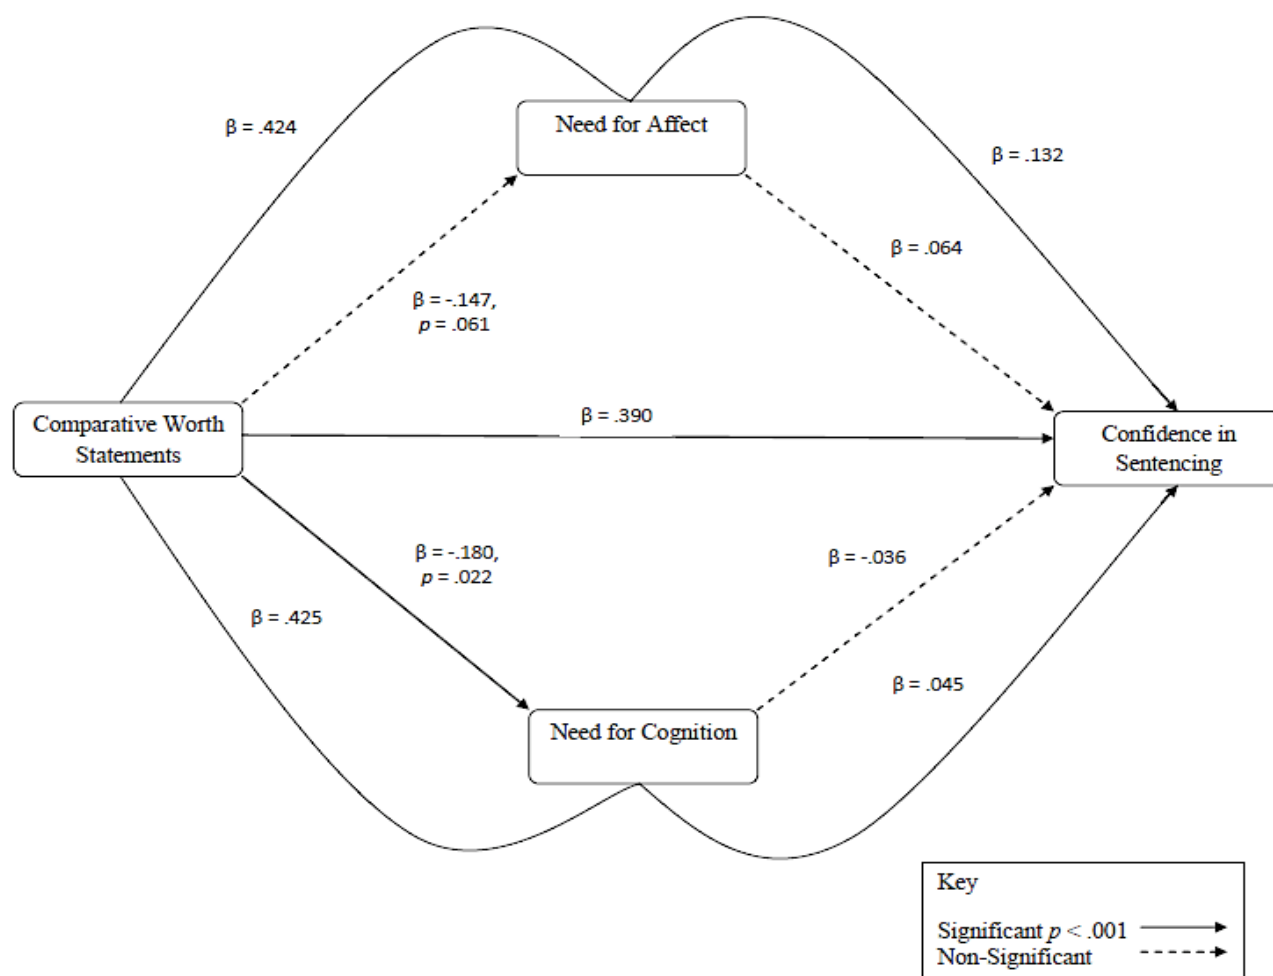 Need for Affect
β = .424
β = .132
β = .064
β = -.147,
p = .061
Comparative Worth
Statements
β = .390
Confidence in
Sentencing
β = -.180,
p = .022
β = -.036
β = .425
β = .045
Need for Cognition
Key
Significant p < .001
Non-Significant